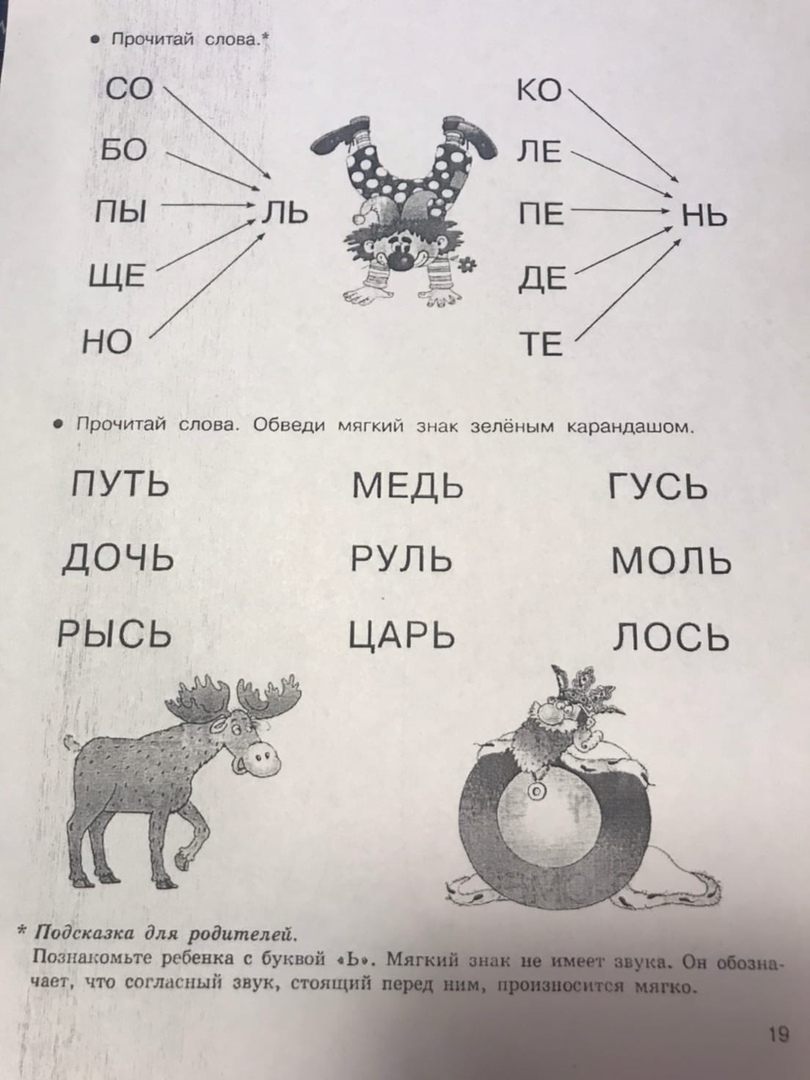 • Прочитай слова.*
СО КО
БО ЛЕ
ПЫ ЛЬ ПЕ НЬ
ЩЕ ДЕ
НО ТЕ
• Прочитай слова. Обведи мягкий знак зелёным карандашом.
ПУТЬ МЕДЬ ГУСЬ
ДОЧЬ РУЛЬ МОЛЬ
РЫСЬ ЦАРЬ ЛОСЬ
* Подсказка для родителей.
Познакомьте ребенка с буквой «Ь». Мягкий знак не имеет звука. Он обозна-
чает, что согласный звук, стоящий перед ним, произносится мягко.
19